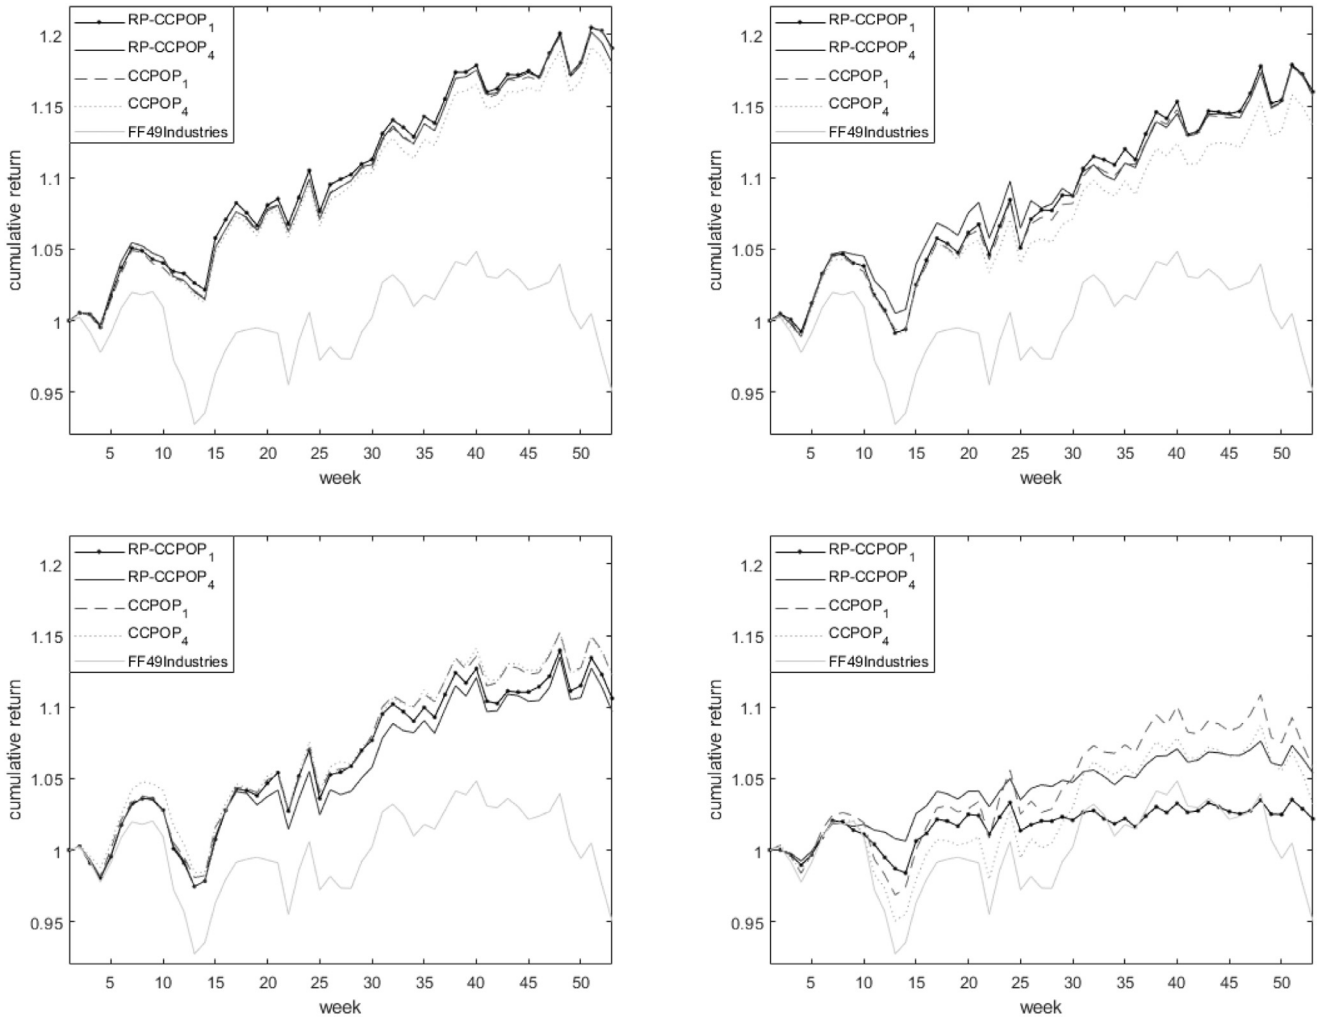 RP-CCPOP1
RP-CCPOP4
CCPOP1
CCPOP4
FF49Industries
1.2
1.15
1.1
1.05
1
0.95
cumulative return
5 10 15 20 25 30 35 40 45 50
week
RP-CCPOP1
RP-CCPOP4
CCPOP1
CCPOP4
FF49Industries
1.2
1.15
1.1
1.05
1
0.95
cumulative return
5 10 15 20 25 30 35 40 45 50
week
RP-CCPOP1
RP-CCPOP4
CCPOP1
CCPOP4
FF49Industries
1.2
1.15
1.1
1.05
1
0.95
cumulative return
5 10 15 20 25 30 35 40 45 50
week
RP-CCPOP1
RP-CCPOP4
CCPOP1
CCPOP4
FF49Industries
1.2
1.15
1.1
1.05
1
0.95
cumulative return
5 10 15 20 25 30 35 40 45 50
week